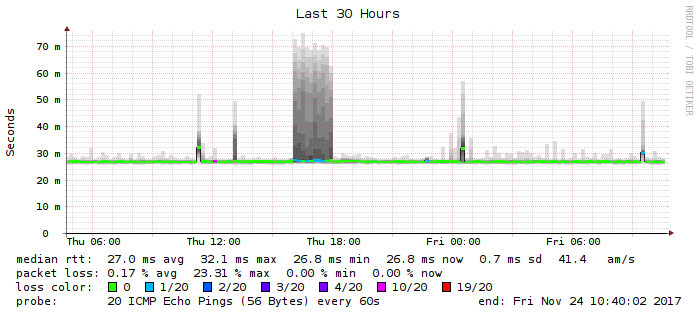 Last 30 Hours
RRDTOOL / TOBI OETIKER
Seconds
70 m
60 m
50 m
40 m
30 m
20 m
10 m
0
Thu 06:00 Thu 12:00 Thu 18:00 Fri 00:00 Fri 06:00
median rtt: 27.0 ms avg 32.1 ms max 26.8 ms min 26.8 ms now 0.7 ms sd 41.4 am/s
packet loss: 0.17 % avg 23.31 % max 0.00 % min 0.00 % now
loss color: 0 1/20 2/20 3/20 4/20 10/20 19/20
probe: 20 ICMP Echo Pings (56 Bytes) every 60s end: Fri Nov 24 10:40:02 2017